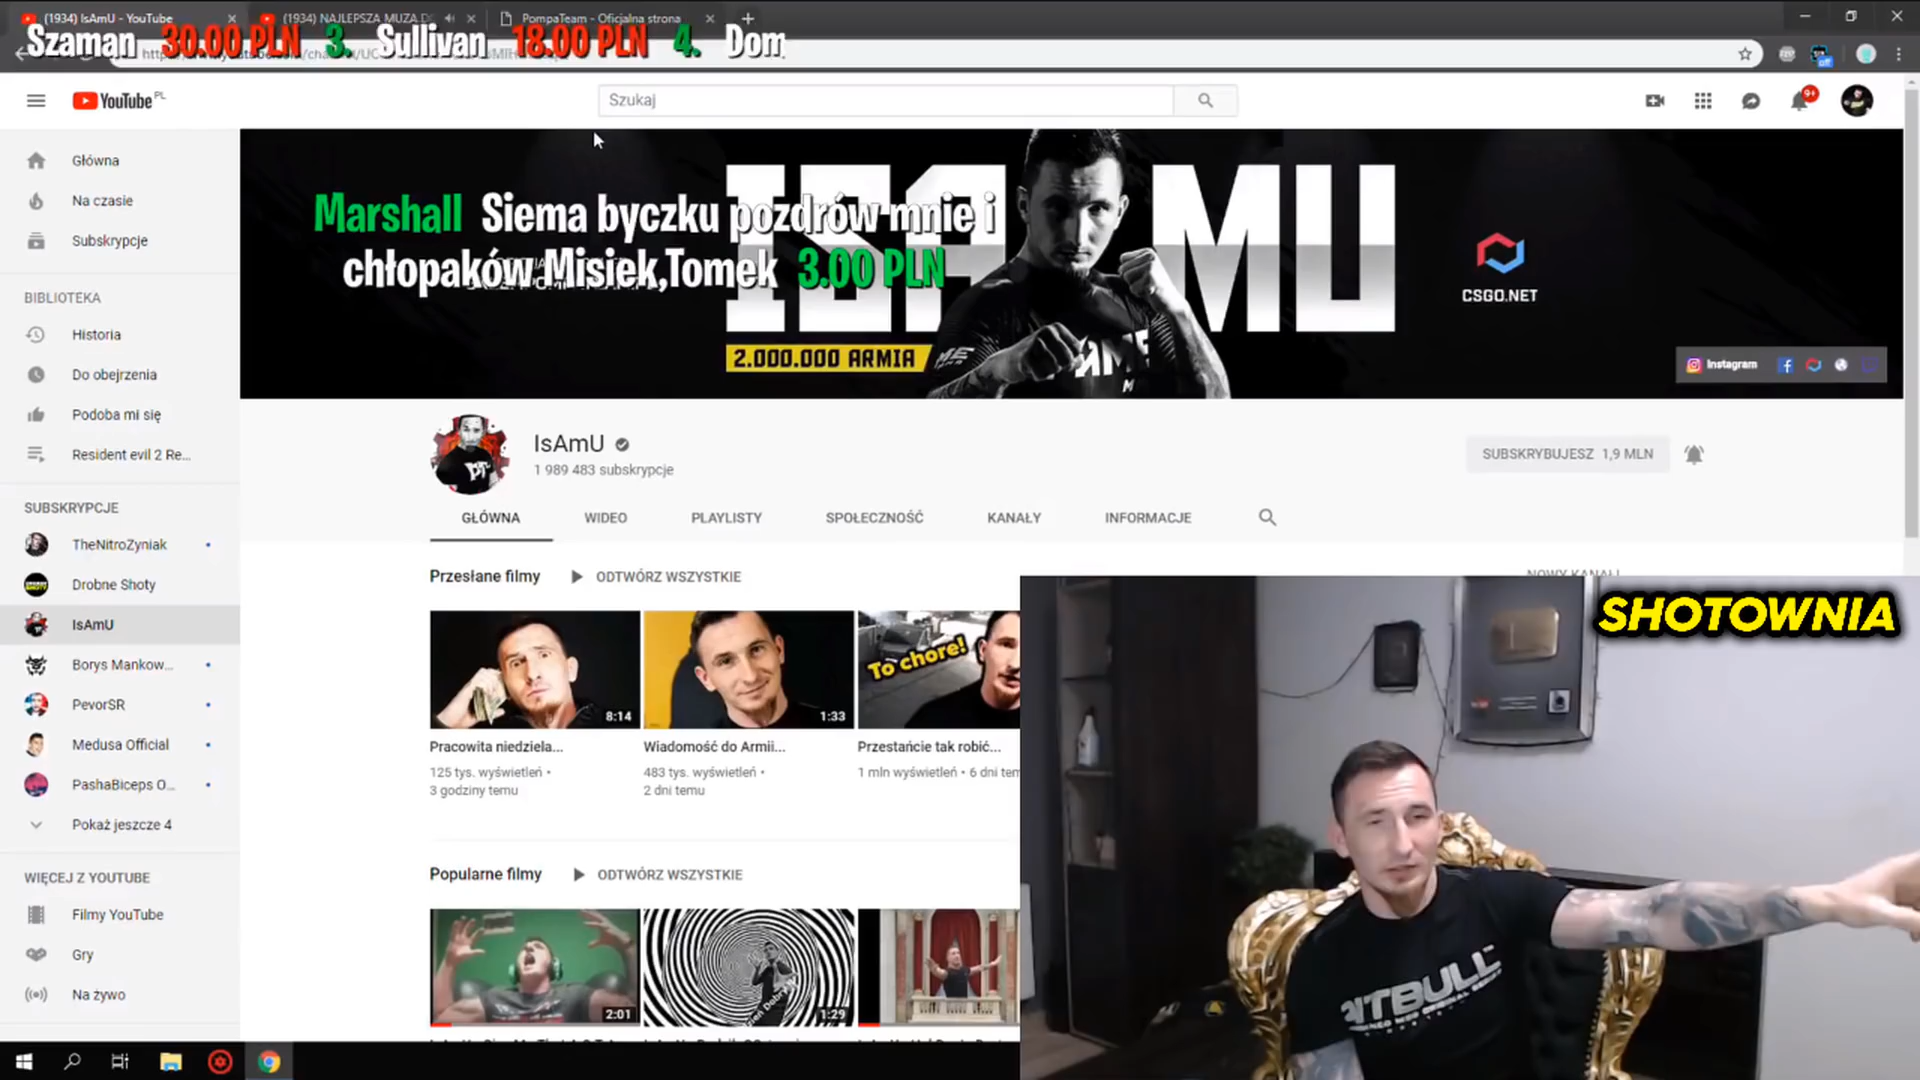 (1934) IsAmU - YouTube
(1934) NAJLEPSZA MUZA D
PompaTeam - Oficjalna strona
Szaman 30.00 PLN 3. Sullivan 18.00 PLN 4. Dom
YouTube PL
Szukaj
9+
Główna
Na czasie
Subskrypcje
BIBLIOTEKA
Historia
Do obejrzenia
Podoba mi się
Resident evil 2 Re...
SUBSKRYPCJE
TheNitroZyniak
Drobne Shoty
IsAmU
Borys Mankow...
PevorSR
Medusa Official
PashaBiceps O...
Pokaż jeszcze 4
WIĘCEJ Z YOUTUBE
Filmy YouTube
Gry
Na żywo
Marshall Siema byczku pozdrów mnie i
chłopaków Misiek,Tomek 3.00 PLN
MU
2.000.000 ARMIA
CSGO.NET
Instagram
IsAmU
1 989 483 subskrypcje
SUBSKRYBUJESZ 1,9 MLN
GŁÓWNA
WIDEO
PLAYLISTY
SPOŁECZNOŚĆ
KANAŁY
INFORMACJE
Przesłane filmy
ODTWÓRZ WSZYSTKIE
8:14
1:33
To chore!
Pracowita niedziela...
125 tys. wyświetleń •
3 godziny temu
Wiadomość do Armii...
483 tys. wyświetleń •
2 dni temu
Przestańcie tak robić...
1 mln wyświetleń • 6 dni tem
Popularne filmy
ODTWÓRZ WSZYSTKIE
2:01
1:29
SHOTOWNIA
PITBULL